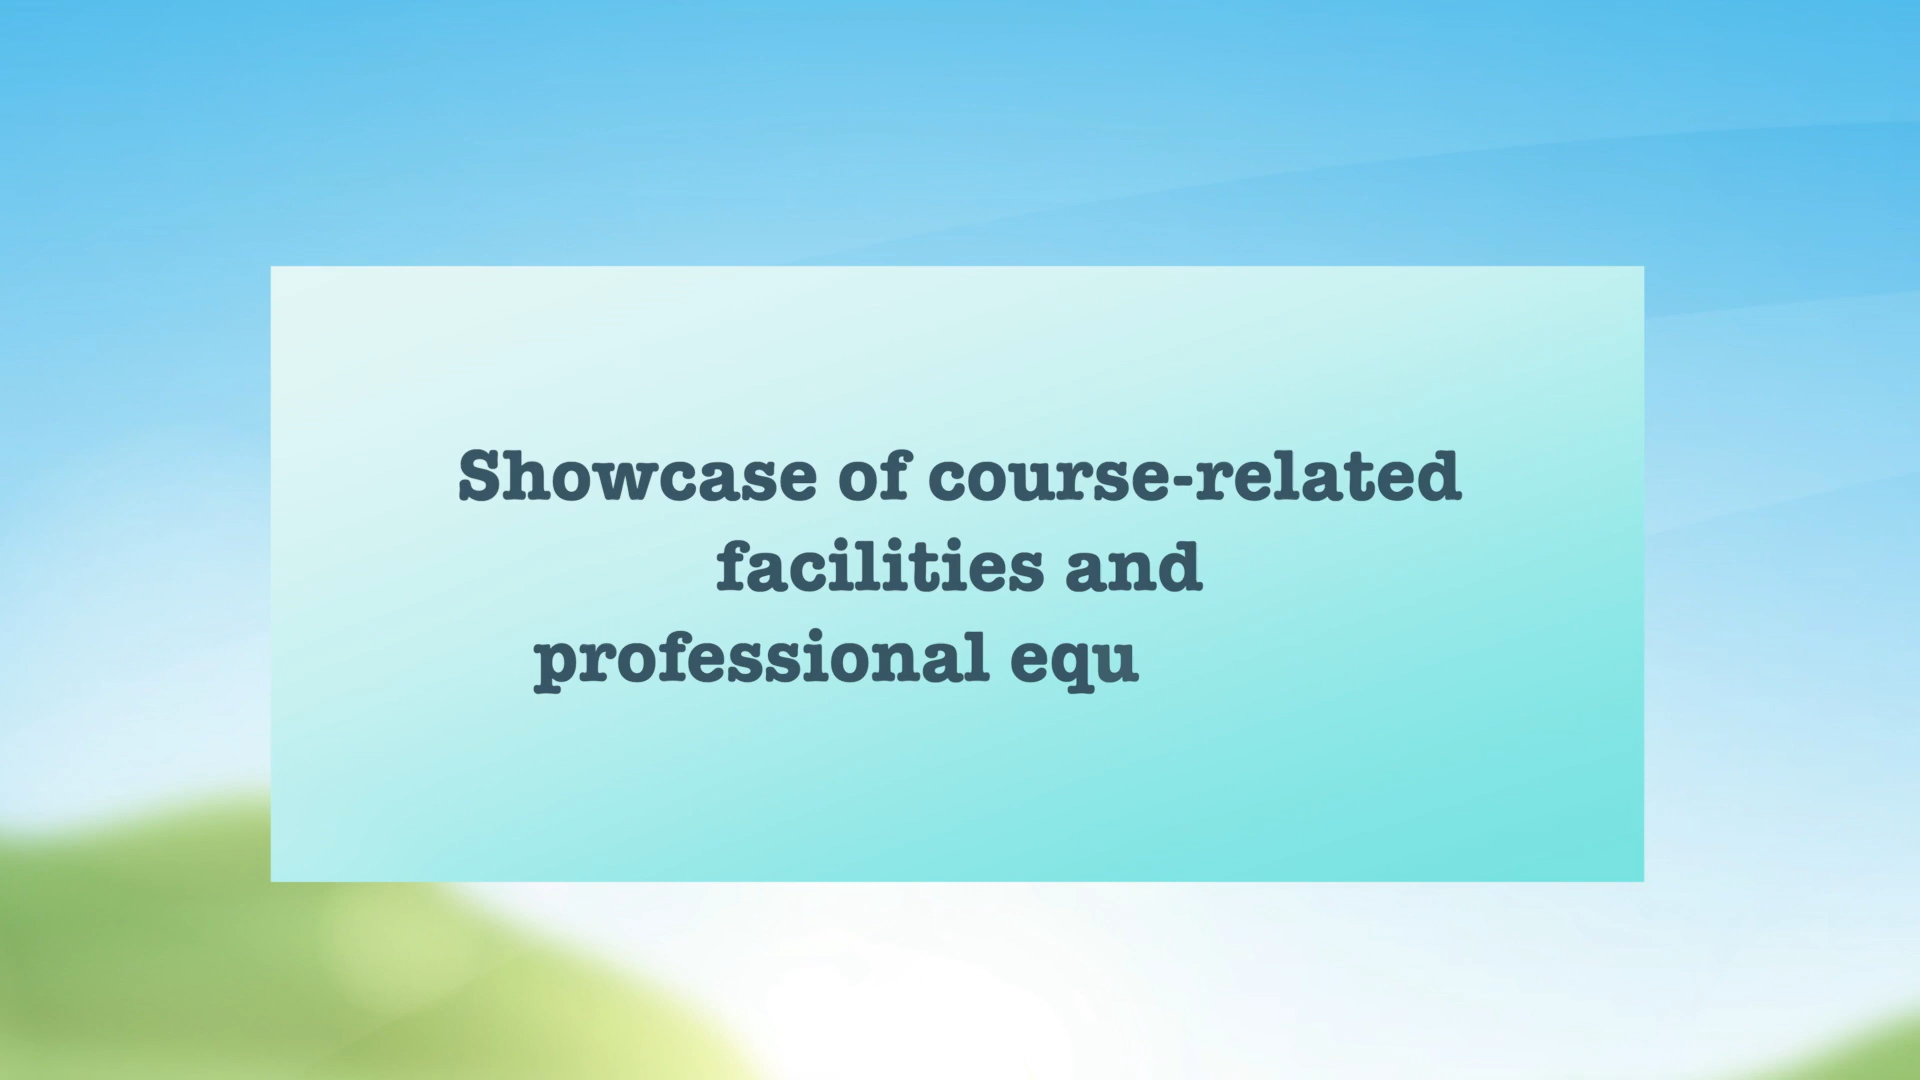 Showcase of course-related
facilities and
professional equ